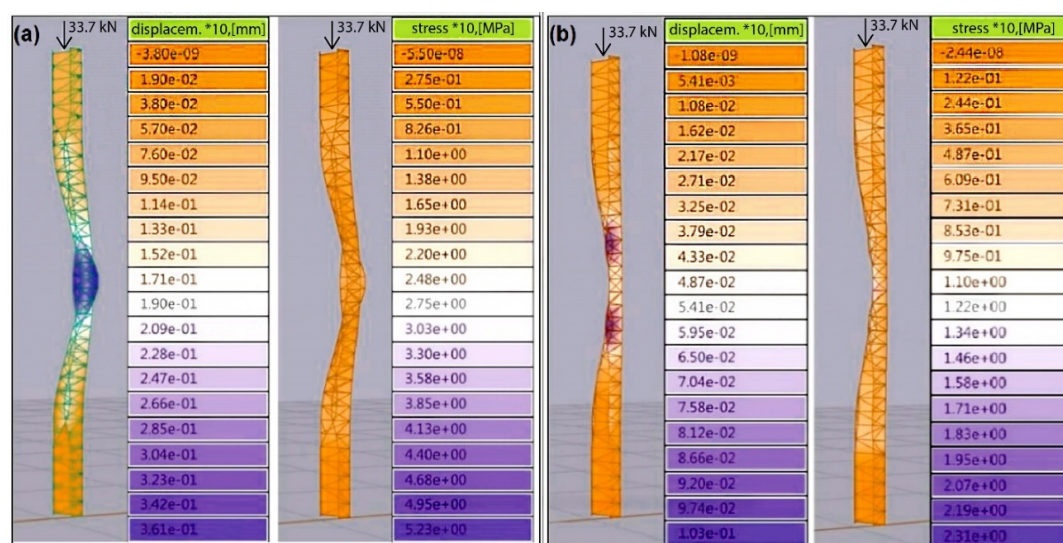 (a)
33.7 kN
displacem. *10,[mm]
-3.80e-09
1.90e-02
3.80e-02
5.70e-02
7.60e-02
9.50e-02
1.14e-01
1.33e-01
1.52e-01
1.71e-01
1.90e-01
2.09e-01
2.28e-01
2.47e-01
2.66e-01
2.85e-01
3.04e-01
3.23e-01
3.42e-01
3.61e-01
33.7 kN
stress *10,[MPa]
-5.50e-08
2.75e-01
5.50e-01
8.26e-01
1.10e+00
1.38e+00
1.65e+00
1.93e+00
2.20e+00
2.48e+00
2.75e+00
3.03e+00
3.30e+00
3.58e+00
3.85e+00
4.13e+00
4.40e+00
4.68e+00
4.95e+00
5.23e+00
(b)
33.7 kN
displacem. *10,[mm]
-1.08e-09
5.41e-03
1.08e-02
1.62e-02
2.17e-02
2.71e-02
3.25e-02
3.79e-02
4.33e-02
4.87e-02
5.41e-02
5.95e-02
6.50e-02
7.04e-02
7.58e-02
8.12e-02
8.66e-02
9.20e-02
9.74e-02
1.03e-01
33.7 kN
stress *10,[MPa]
-2.44e-08
1.22e-01
2.44e-01
3.65e-01
4.87e-01
6.09e-01
7.31e-01
8.53e-01
9.75e-01
1.10e+00
1.22e+00
1.34e+00
1.46e+00
1.58e+00
1.71e+00
1.83e+00
1.95e+00
2.07e+00
2.19e+00
2.31e+00